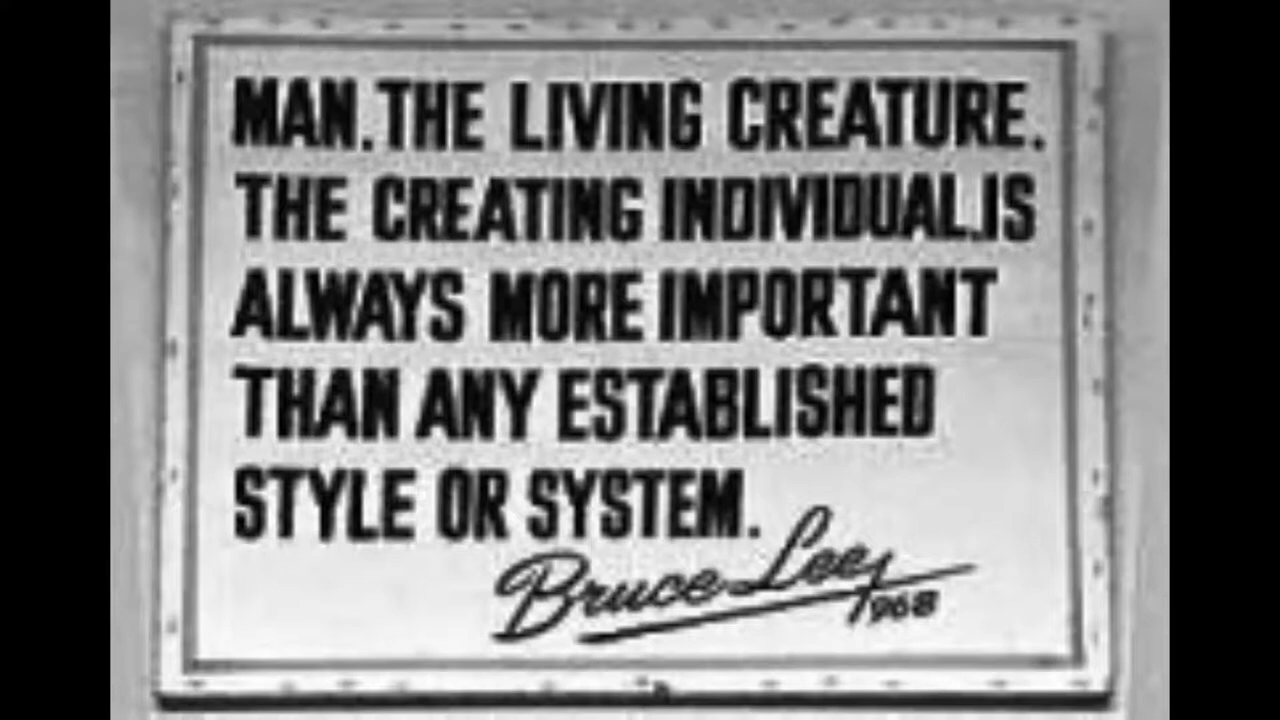 MAN.THE LIVING CREATURE.
THE CREATING INDIVIDUAL.IS
ALWAYS MORE IMPORTANT
THAN ANY ESTABLISHED
STYLE OR SYSTEM.
Bruce Lee,
1968